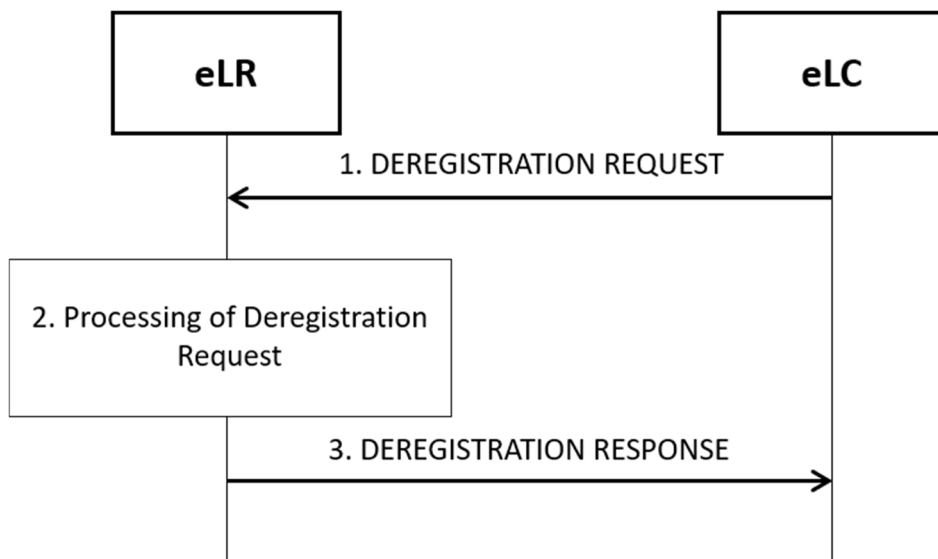 eLR
eLC
1. DEREGISTRATION REQUEST
2. Processing of Deregistration
Request
3. DEREGISTRATION RESPONSE